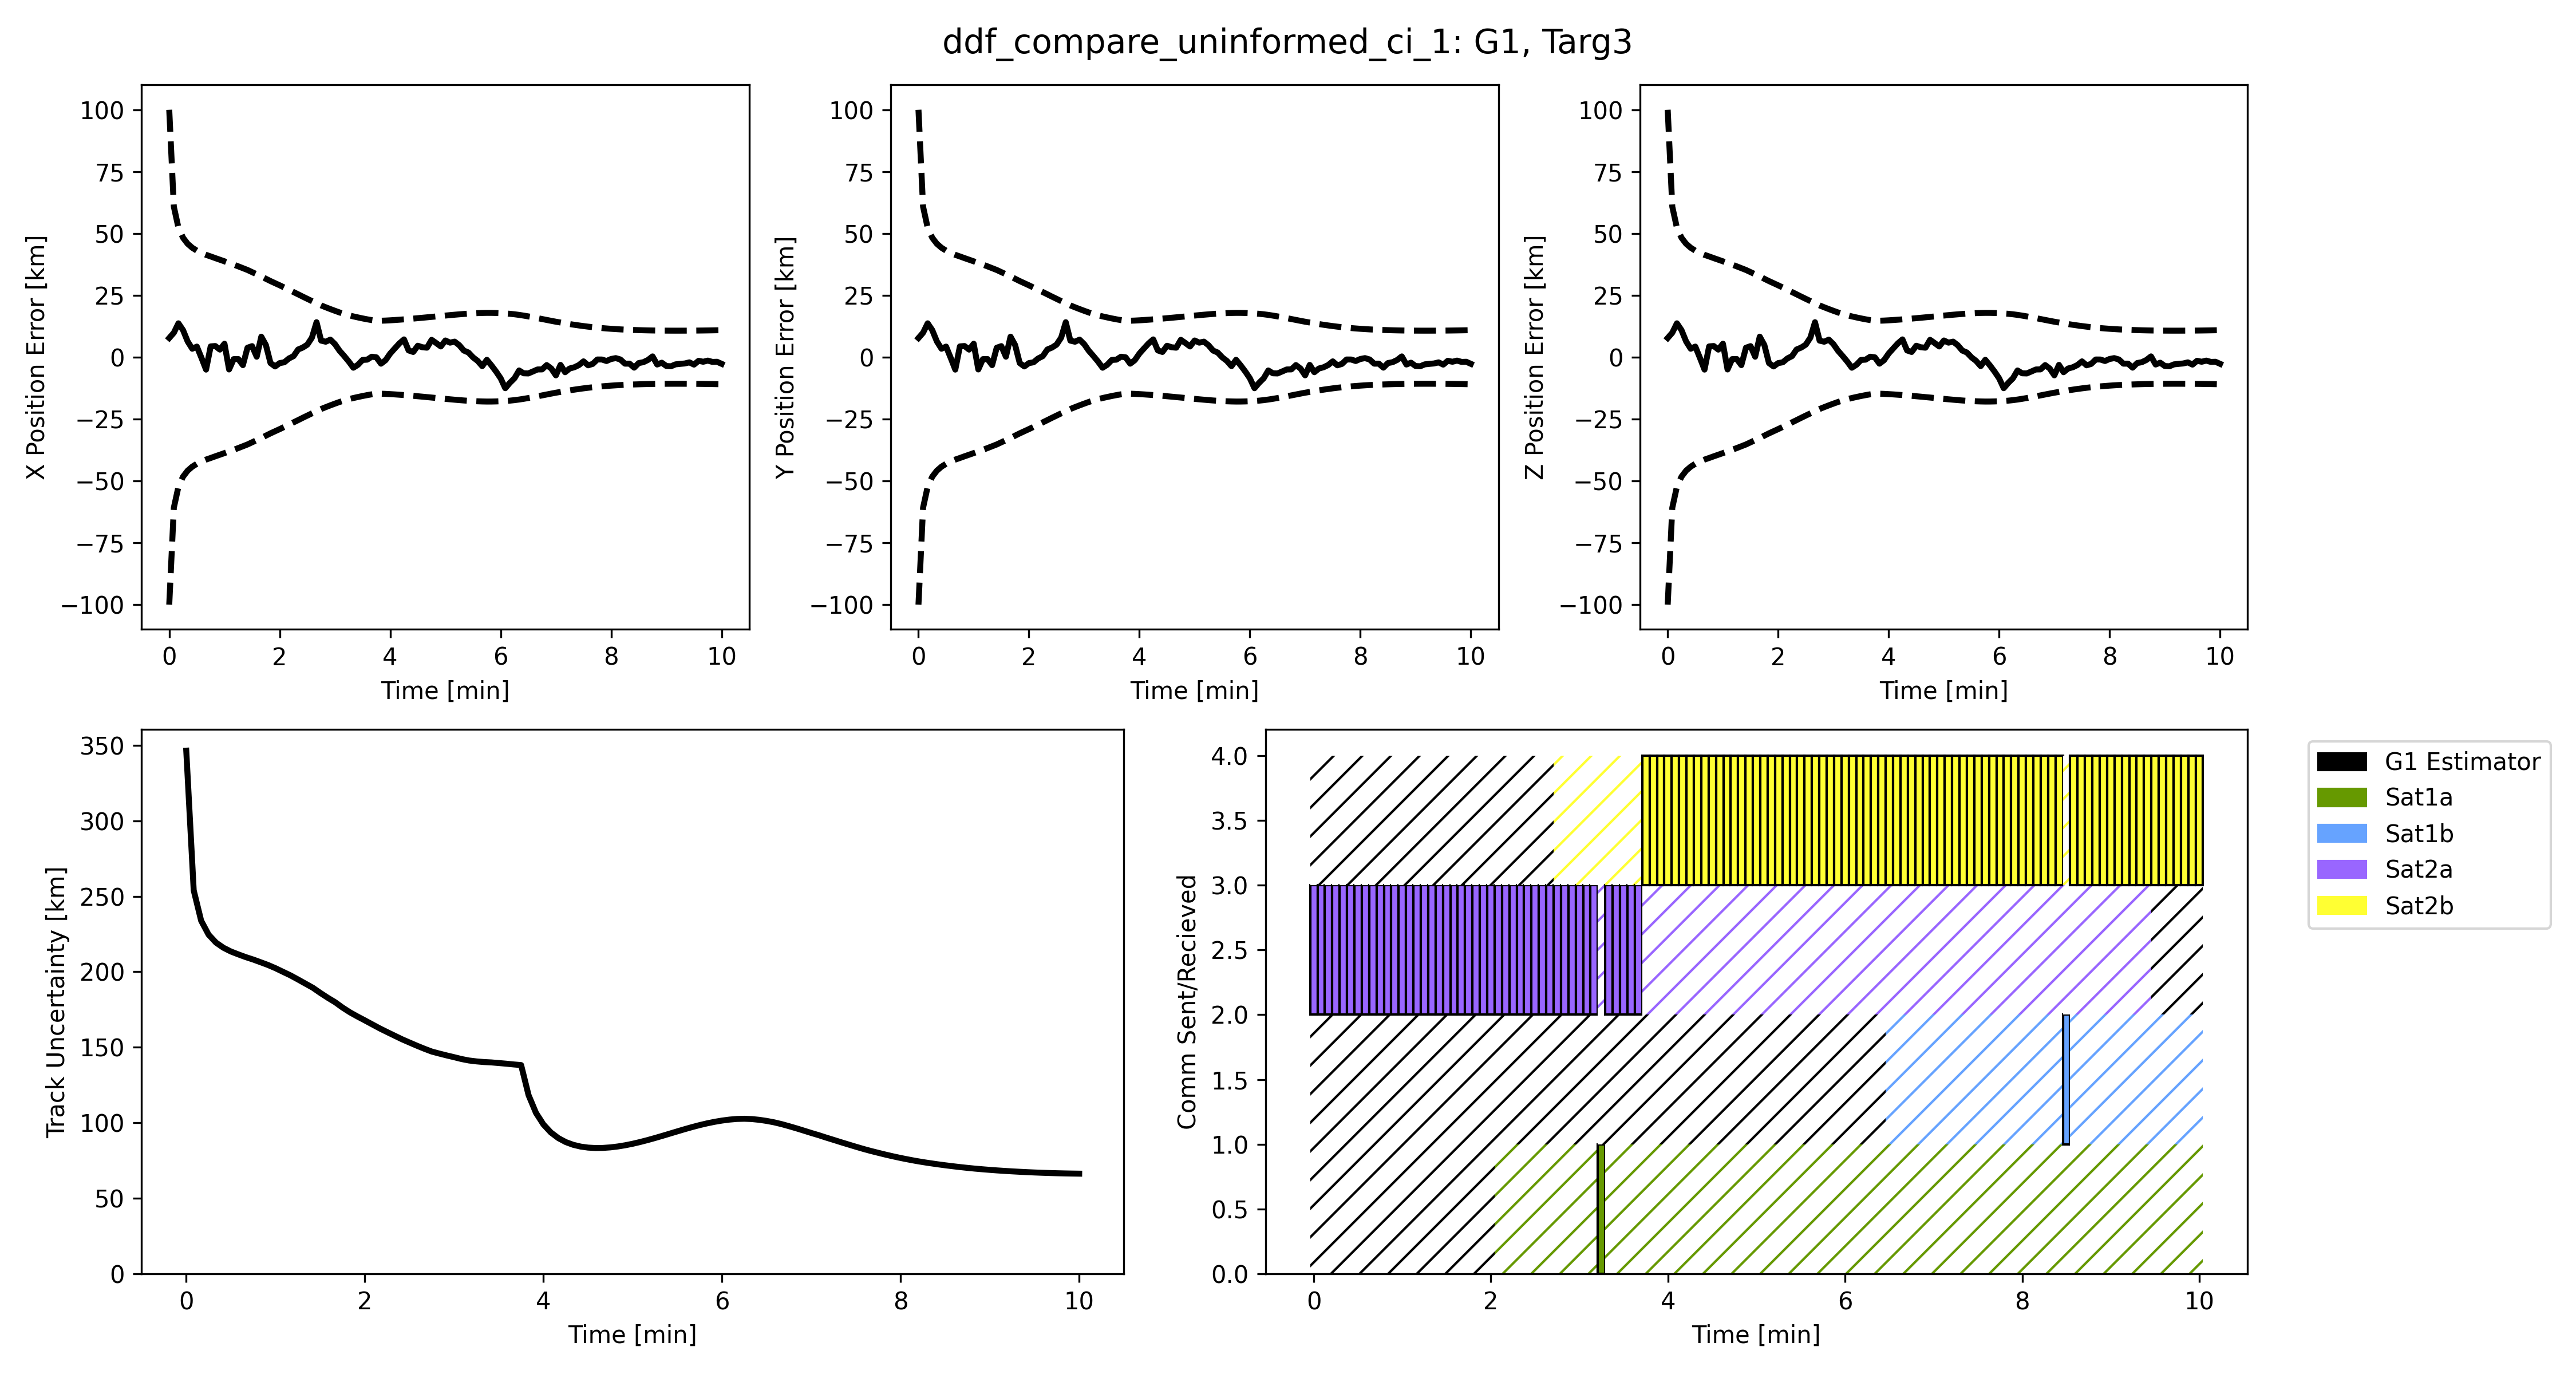 ddf_compare_uninformed_ci_1: G1, Targ3
X Position Error [km]
100
75
50
25
0
−25
−50
−75
−100
0 2 4 6 8 10
Time [min]
Y Position Error [km]
100
75
50
25
0
−25
−50
−75
−100
0 2 4 6 8 10
Time [min]
Z Position Error [km]
100
75
50
25
0
−25
−50
−75
−100
0 2 4 6 8 10
Time [min]
Track Uncertainty [km]
350
300
250
200
150
100
50
0
0 2 4 6 8 10
Time [min]
Comm Sent/Recieved
4.0
3.5
3.0
2.5
2.0
1.5
1.0
0.5
0.0
0 2 4 6 8 10
Time [min]
G1 Estimator
Sat1a
Sat1b
Sat2a
Sat2b